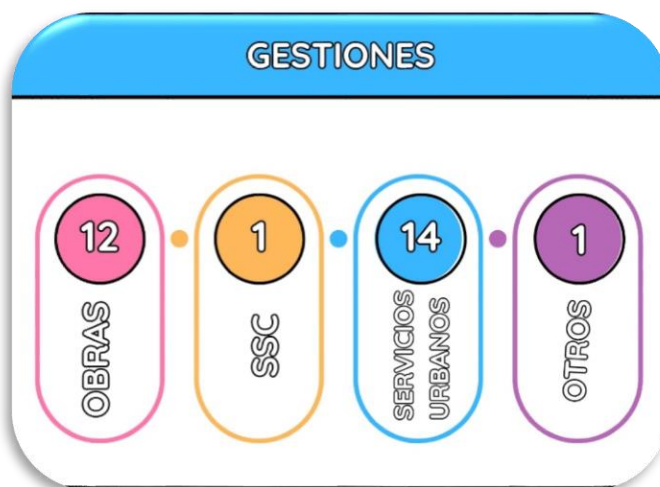 GESTIONES
12
OBRAS
1
SSC
14
SERVICIOS
URBANOS
1
OTROS